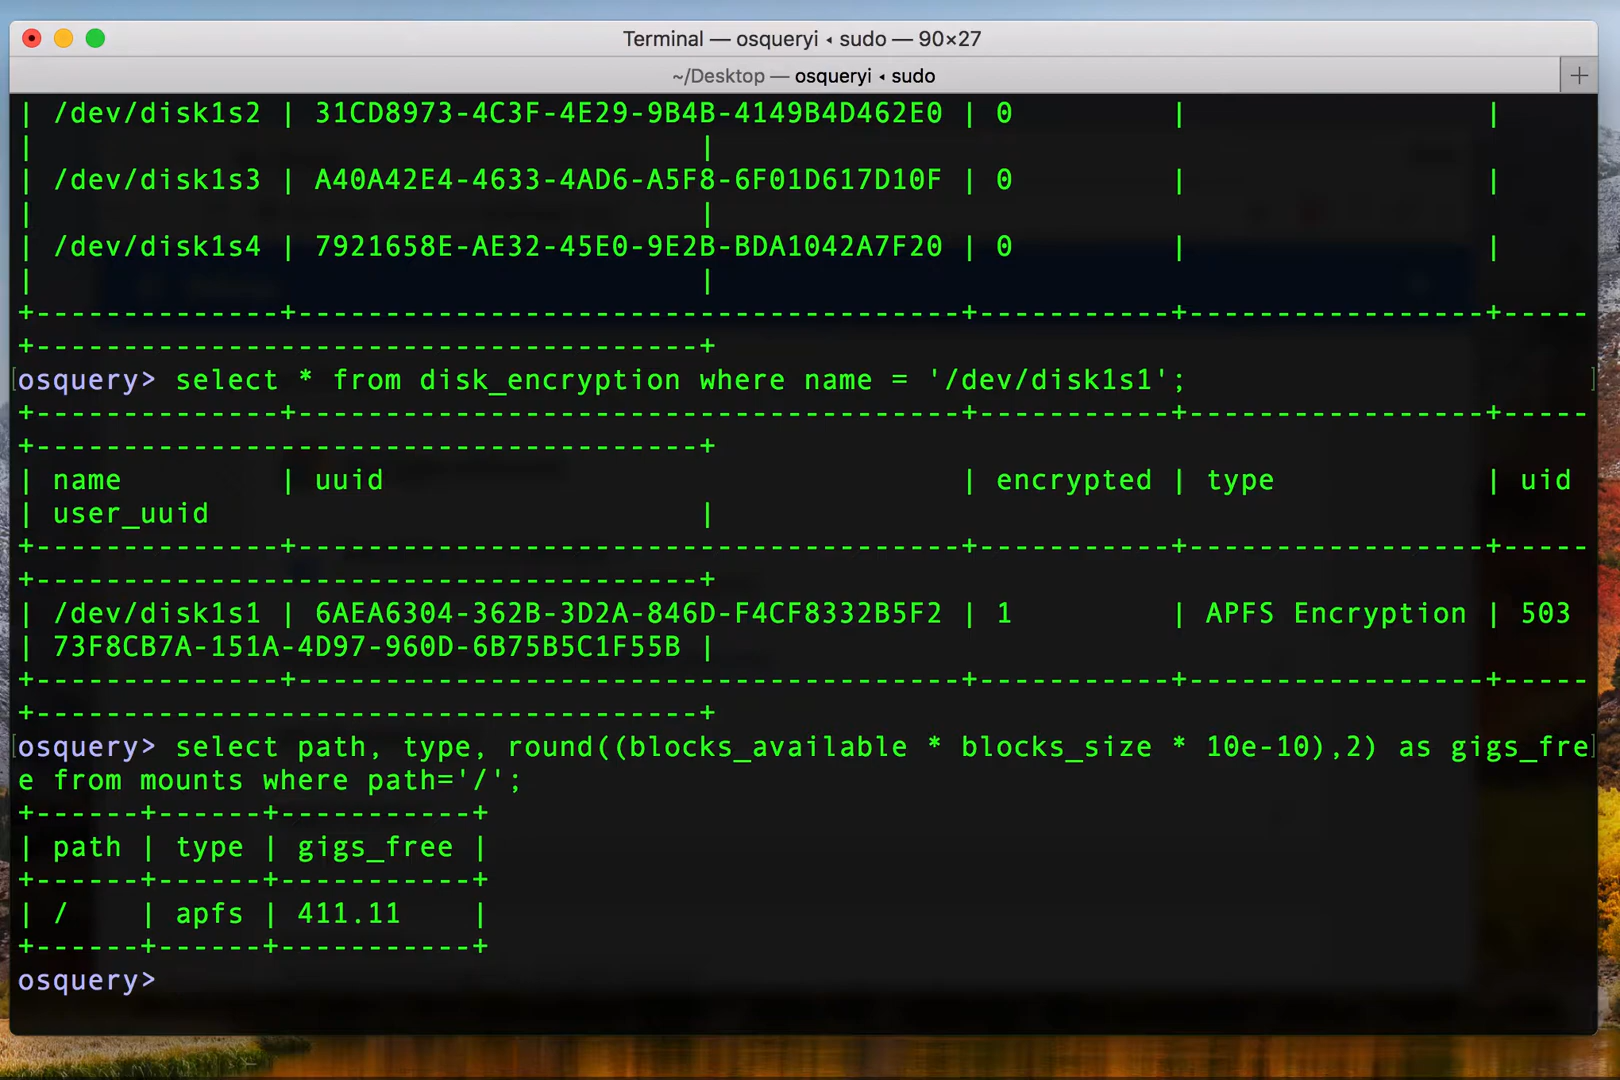 Terminal — osqueryi ◂ sudo — 90×27
~/Desktop — osqueryi ◂ sudo
| /dev/disk1s2 | 31CD8973-4C3F-4E29-9B4B-4149B4D462E0 | 0         |                 |
|                                      |
| /dev/disk1s3 | A40A42E4-4633-4AD6-A5F8-6F01D617D10F | 0         |                 |
|                                      |
| /dev/disk1s4 | 7921658E-AE32-45E0-9E2B-BDA1042A7F20 | 0         |                 |
|                                      |
+--------------+--------------------------------------+-----------+-----------------+-----
+--------------------------------------+
osquery> select * from disk_encryption where name = '/dev/disk1s1';
+--------------+--------------------------------------+-----------+-----------------+-----
+--------------------------------------+
| name         | uuid                                 | encrypted | type            | uid
| user_uuid                            |
+--------------+--------------------------------------+-----------+-----------------+-----
+--------------------------------------+
| /dev/disk1s1 | 6AEA6304-362B-3D2A-846D-F4CF8332B5F2 | 1         | APFS Encryption | 503
| 73F8CB7A-151A-4D97-960D-6B75B5C1F55B |
+--------------+--------------------------------------+-----------+-----------------+-----
+--------------------------------------+
osquery> select path, type, round((blocks_available * blocks_size * 10e-10),2) as gigs_fre
e from mounts where path='/';
+------+------+-----------+
| path | type | gigs_free |
+------+------+-----------+
| /    | apfs | 411.11    |
+------+------+-----------+
osquery>